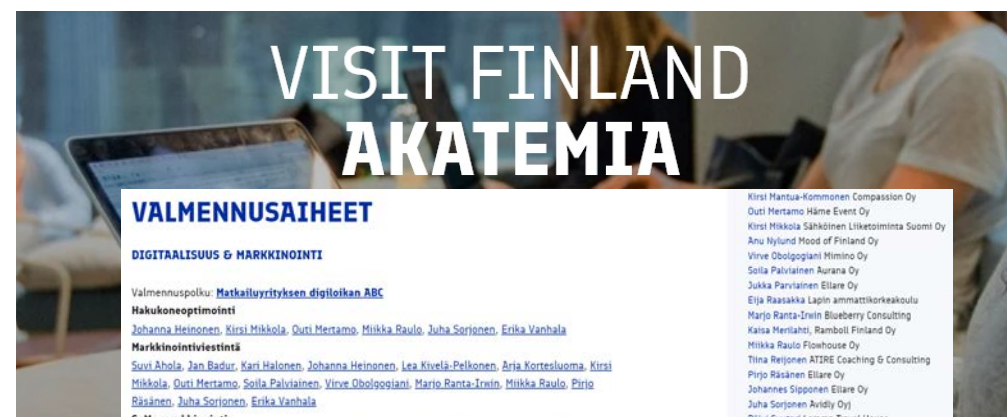 VISIT FINLAND
AKATEMIA
VALMENNUSAIHEET
DIGITAALISUUS & MARKKINOINTI
Valmennuspolku: Matkailuyrityksen digiloikan ABC
Hakukoneoptimointi
Johanna Heinonen, Kirsi Mikkola, Outi Mertamo, Miikka Raulo, Juha Sorjonen, Erika Vanhala
Markkinointiviestintä
Suvi Ahola, Jan Badur, Kari Halonen, Johanna Heinonen, Lea Kivelä-Pelkonen, Arja Kortesluoma, Kirsi
Mikkola, Outi Mertamo, Soila Palviainen, Virve Obolgogiani, Marjo Ranta-Irwin, Miikka Raulo, Pirjo
Räsänen, Juha Sorjonen, Erika Vanhala
Kirsi Mantua-Kommonen Compassion Oy
Outi Mertamo Häme Event Oy
Kirsi Mikkola Sähköinen Liiketoiminta Suomi Oy
Anu Nylund Mood of Finland Oy
Virve Obolgogiani Mimino Oy
Soila Palviainen Aurana Oy
Jukka Parviainen Ellare Oy
Eija Raasakka Lapin ammattikorkeakoulu
Marjo Ranta-Irwin Blueberry Consulting
Kaisa Merilahti, Ramboll Finland Oy
Miikka Raulo Flowhouse Oy
Tiina Reijonen ATIRE Coaching & Consulting
Pirjo Räsänen Ellare Oy
Johannes Sipponen Ellare Oy
Juha Sorjonen Avidly Oyj